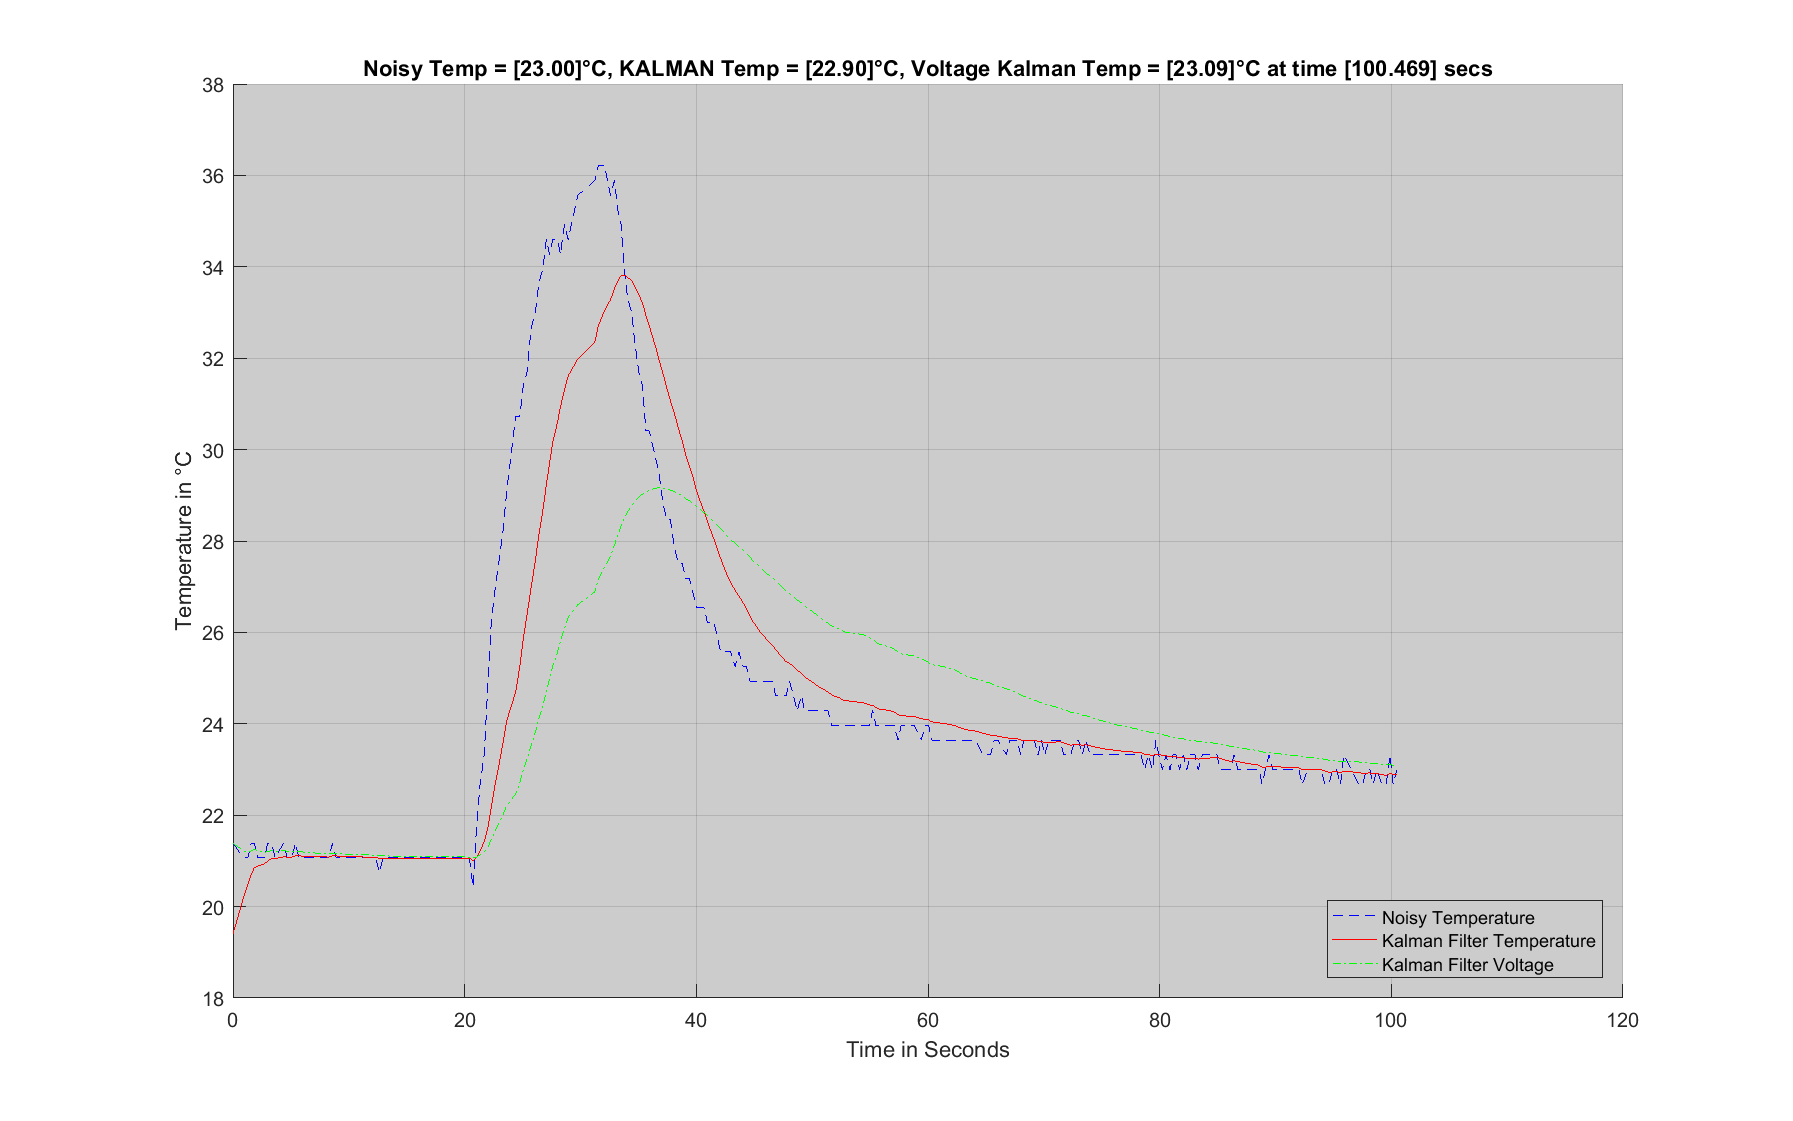 Noisy Temp = [23.00]°C, KALMAN Temp = [22.90]°C, Voltage Kalman Temp = [23.09]°C at time [100.469] secs
38
36
34
32
30
28
26
24
22
20
18
Temperature in °C
0 20 40 60 80 100 120
Time in Seconds
Noisy Temperature
Kalman Filter Temperature
Kalman Filter Voltage